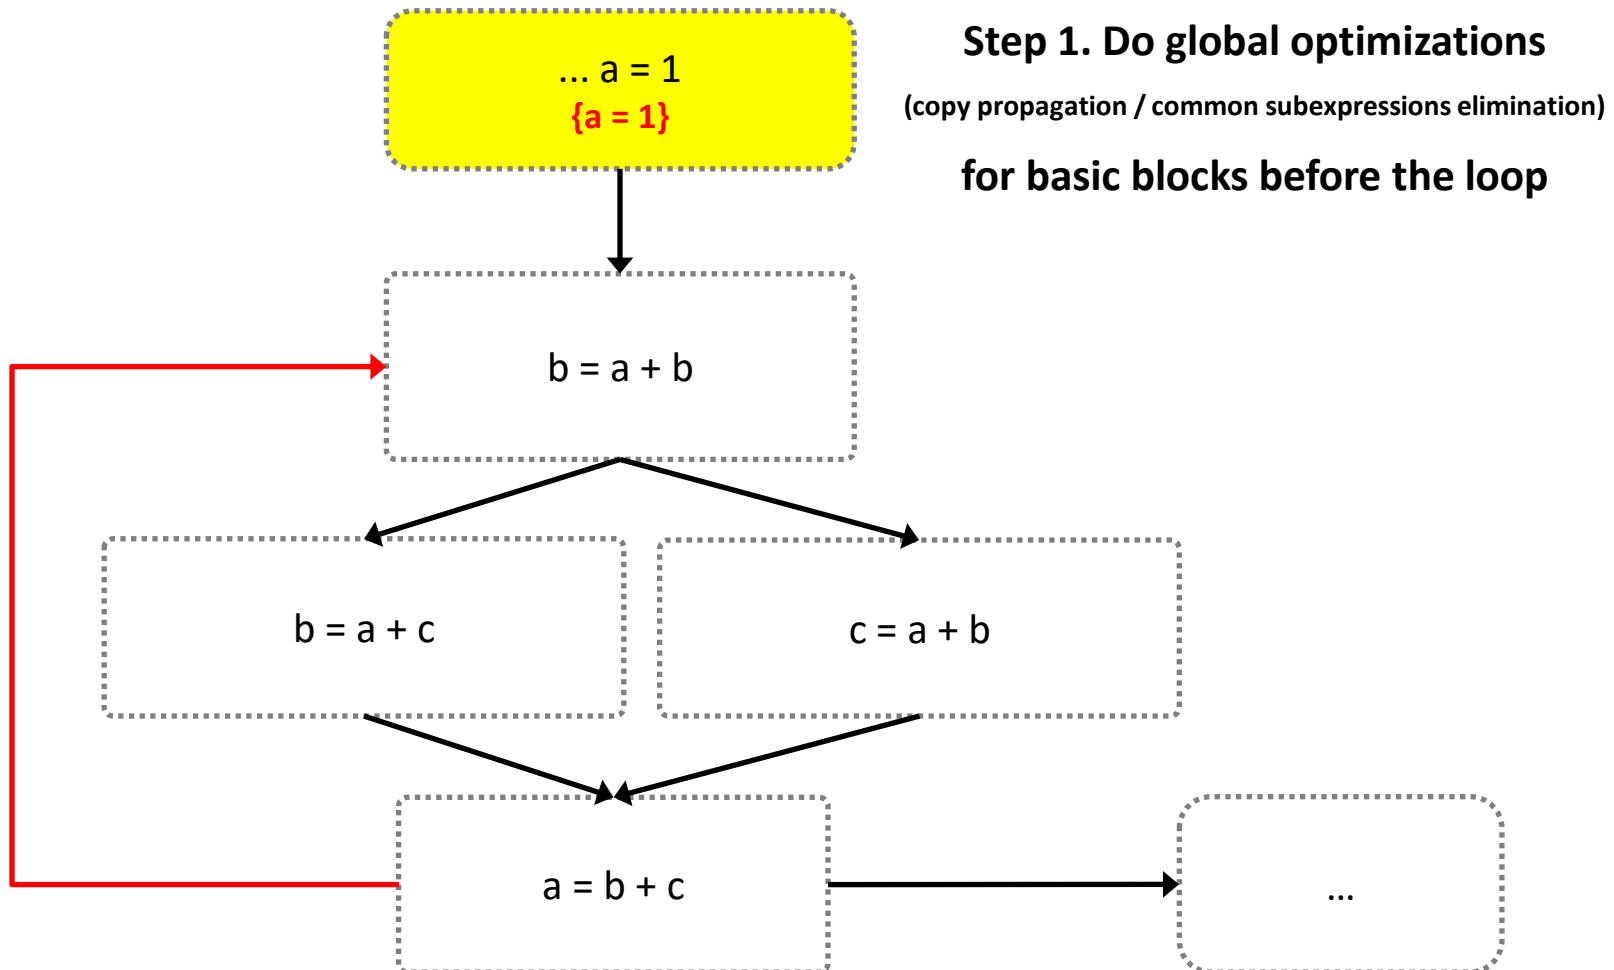 Step 1. Do global optimizations
(copy propagation / common subexpressions elimination)
for basic blocks before the loop
... a = 1
{a = 1}
b = a + b
b = a + c
c = a + b
a = b + c
...